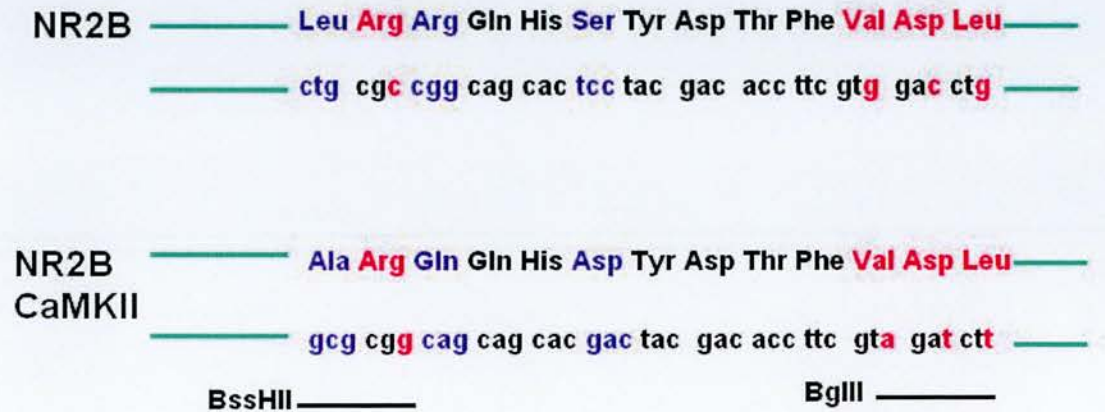 NR2B Leu Arg Arg Gln His Ser Tyr Asp Thr Phe Val Asp Leu
ctg cgc cgg cag cac tcc tac gac acc ttc gtg gac ctg
NR2B Ala Arg Gln Gln His Asp Tyr Asp Thr Phe Val Asp Leu
CaMKII
gcg cgg cag cag cac gac tac gac acc ttc gta gat ctt
BssHII BglII